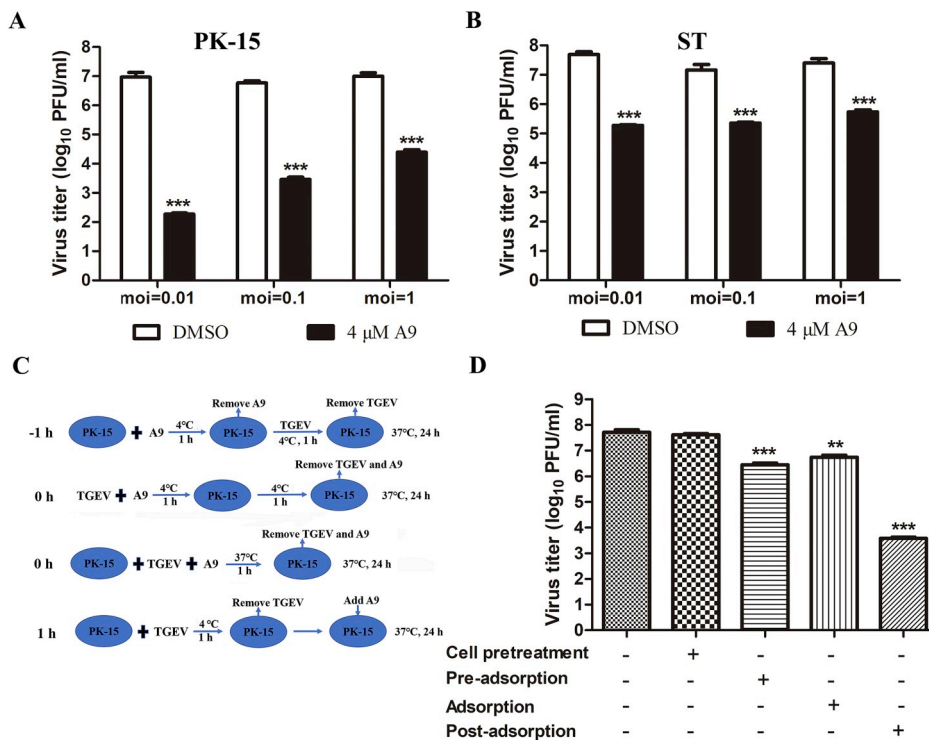 A
PK-15
Virus titer (log10 PFU/ml)
8
7
6
5
4
3
2
1
0
***
***
***
moi=0.01 moi=0.1 moi=1
DMSO 4 μM A9
B
ST
Virus titer (log10 PFU/ml)
9
8
7
6
5
4
3
2
1
0
***
***
***
moi=0.01 moi=0.1 moi=1
DMSO 4 μM A9
C
Remove A9 Remove TGEV
-1 h PK-15 + A9 4℃ PK-15 TGEV PK-15 37℃, 24 h
1 h 4℃, 1 h
Remove TGEV and A9
0 h TGEV + A9 4℃ PK-15 4℃ PK-15 37℃, 24 h
1 h 1 h
Remove TGEV and A9
0 h PK-15 + TGEV + A9 37℃ PK-15 37℃, 24 h
1 h
Remove TGEV Add A9
1 h PK-15 + TGEV 4℃ PK-15 PK-15 37℃, 24 h
1 h
D
Virus titer (log10 PFU/ml)
9
8
7
6
5
4
3
2
1
0
***
**
***
Cell pretreatment - + - - -
Pre-adsorption - - + - -
Adsorption - - - + -
Post-adsorption - - - - +